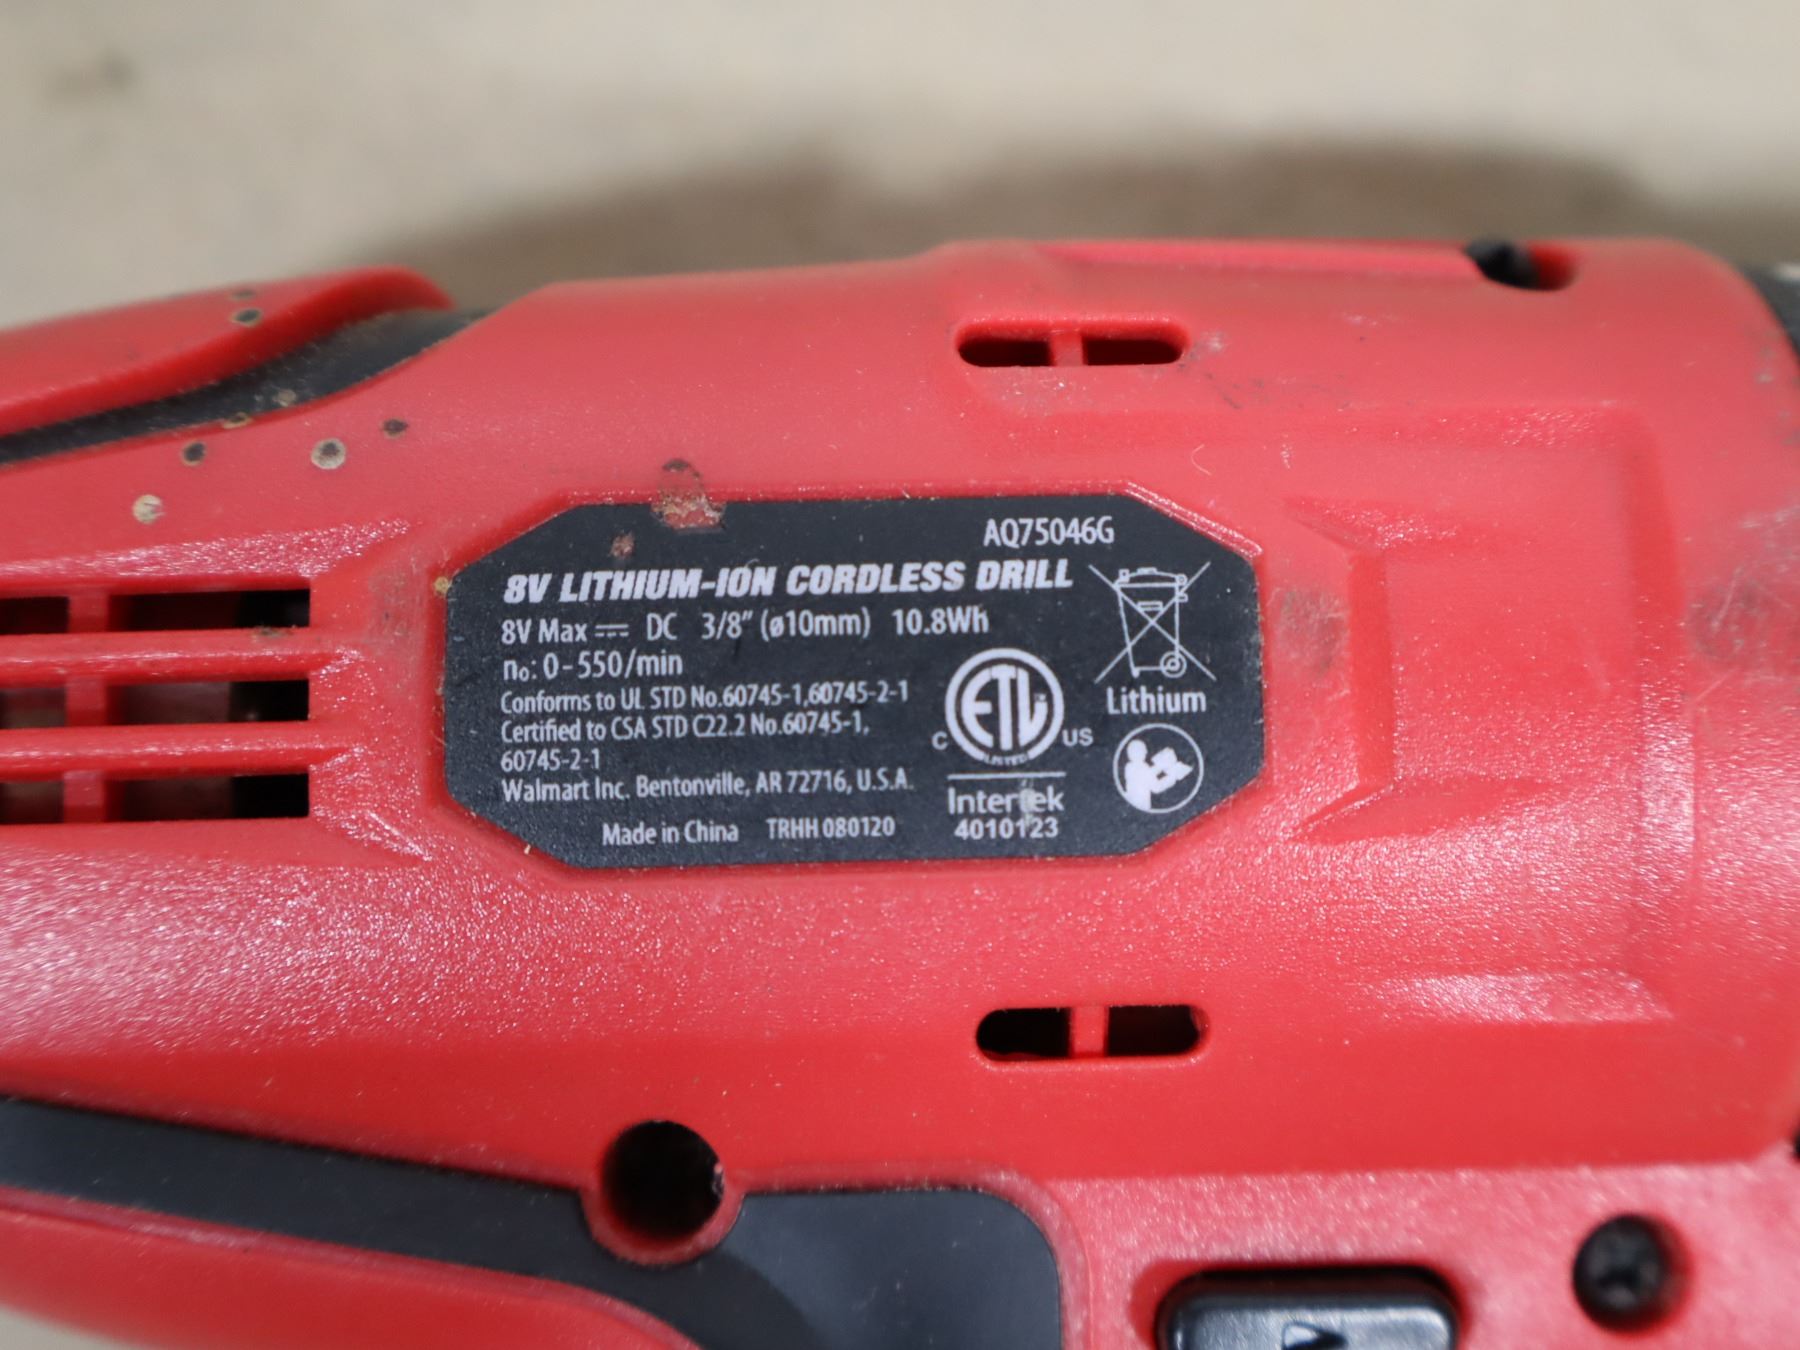 AQ75046G
8V LITHIUM-ION CORDLESS DRILL
8V Max ⎓ DC 3/8" (ø10mm) 10.8Wh
n₀: 0-550/min
Conforms to UL STD No.60745-1,60745-2-1
Certified to CSA STD C22.2 No.60745-1,
60745-2-1
Walmart Inc. Bentonville, AR 72716, U.S.A.
Made in China TRHH 080120
ETL
C US
LISTED
Intertek
4010123
Lithium